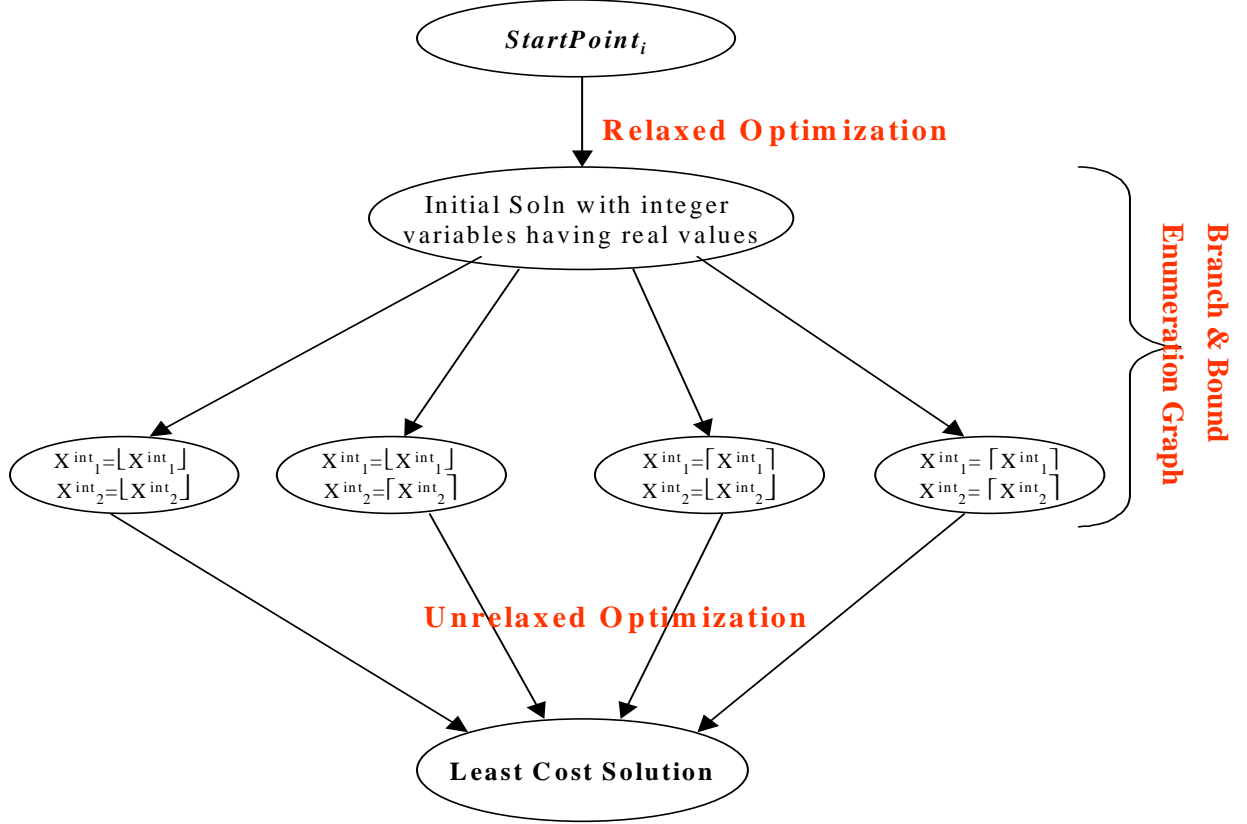 StartPointᵢ
Relaxed Optimization
Initial Soln with integer
variables having real values
Branch & Bound
Enumeration Graph
X^int_1=⌊X^int_1⌋
X^int_2=⌊X^int_2⌋
X^int_1=⌊X^int_1⌋
X^int_2=⌈X^int_2⌉
X^int_1=⌈X^int_1⌉
X^int_2=⌊X^int_2⌋
X^int_1=⌈X^int_1⌉
X^int_2=⌈X^int_2⌉
Unrelaxed Optimization
Least Cost Solution